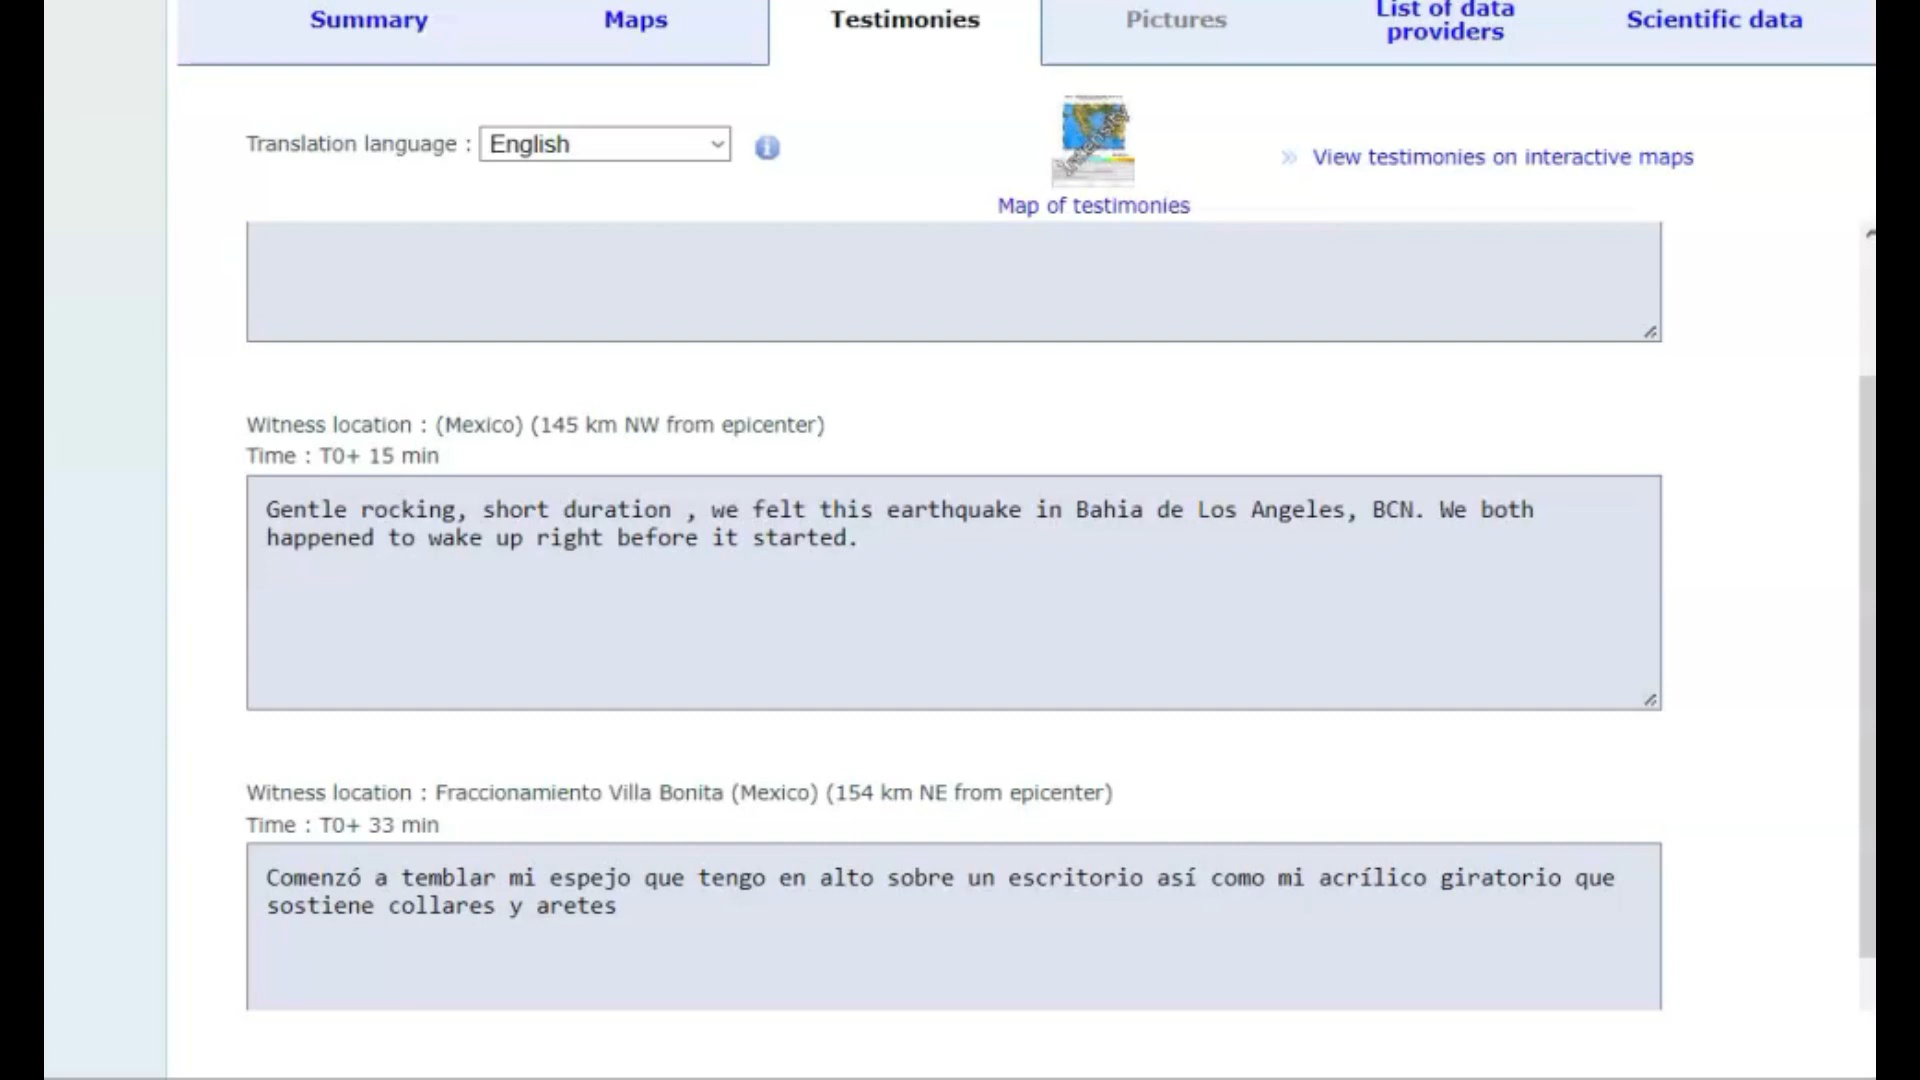 Summary
Maps
Testimonies
Pictures
List of data
providers
Scientific data
Translation language :
English
Map of testimonies
View testimonies on interactive maps
Witness location : (Mexico) (145 km NW from epicenter)
Time : T0+ 15 min
Gentle rocking, short duration , we felt this earthquake in Bahia de Los Angeles, BCN. We both
happened to wake up right before it started.
Witness location : Fraccionamiento Villa Bonita (Mexico) (154 km NE from epicenter)
Time : T0+ 33 min
Comenzó a temblar mi espejo que tengo en alto sobre un escritorio así como mi acrílico giratorio que
sostiene collares y aretes